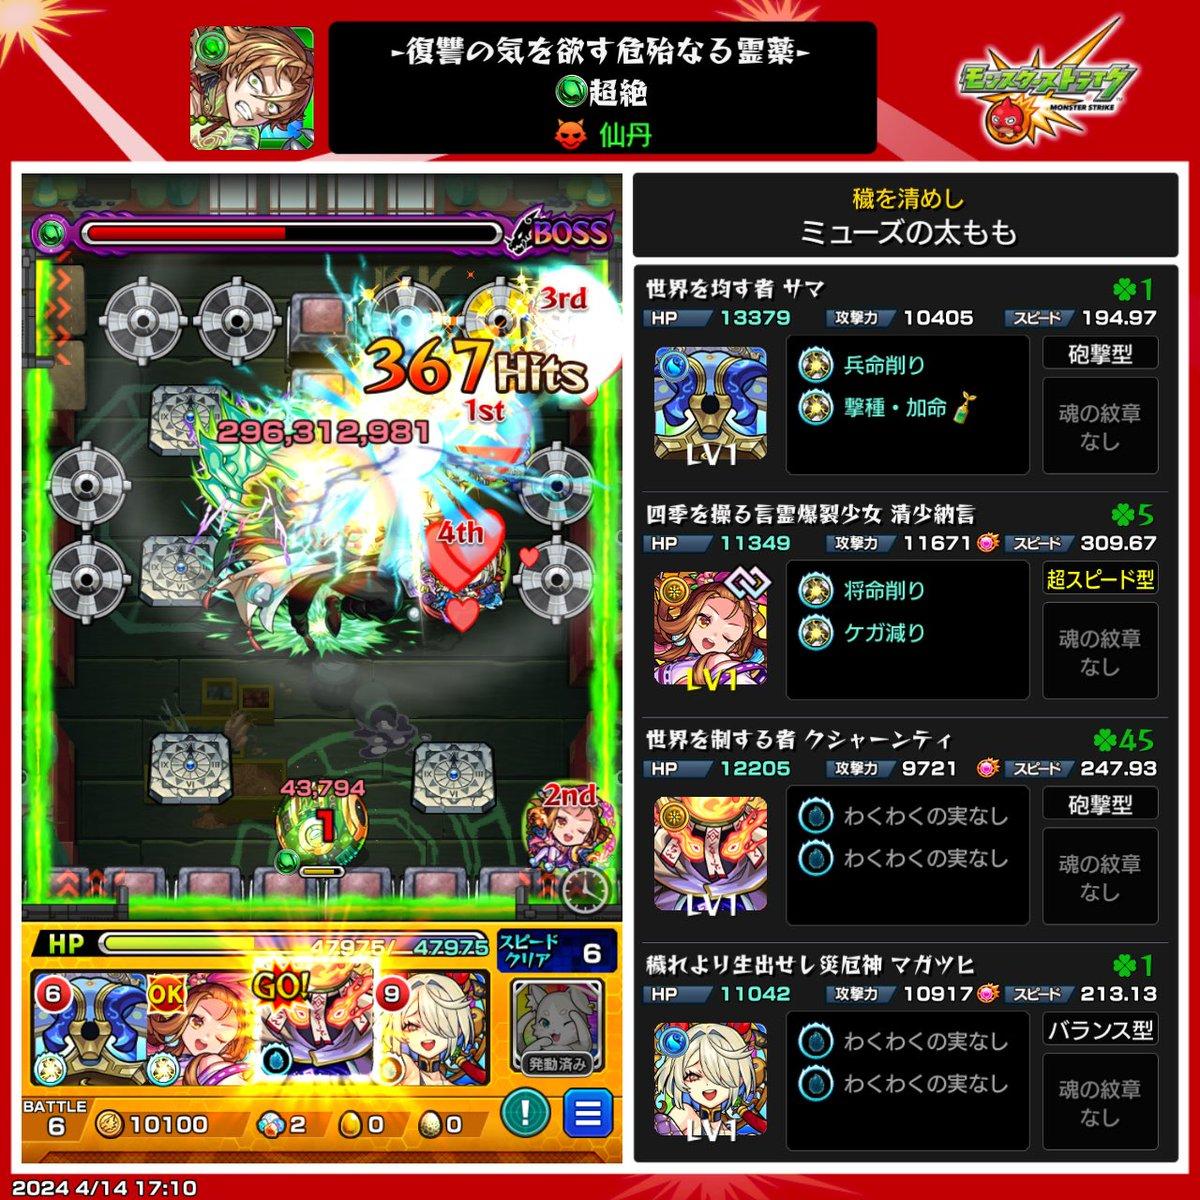 -復讐の気を欲す危殆なる霊薬-
超絶
仙丹
モンスターストライク
MONSTER STRIKE
BOSS
3rd
367Hits
1st
296,312,981
4th
43,794
1
2nd
HP
47975/ 47975
スピード
クリア
6
6
OK
GO!
9
発動済み
BATTLE
6
10100
2
0
0
!
穢を清めし
ミューズの太もも
世界を均す者 サマ
1
HP 13379 攻撃力 10405 スピード 194.97
砲撃型
兵命削り
撃種・加命
魂の紋章
なし
LV1
四季を操る言霊爆裂少女 清少納言
5
HP 11349 攻撃力 11671 スピード 309.67
超スピード型
将命削り
ケガ減り
魂の紋章
なし
LV1
世界を制する者 クシャーンティ
45
HP 12205 攻撃力 9721 スピード 247.93
砲撃型
わくわくの実なし
わくわくの実なし
魂の紋章
なし
LV1
穢れより生出せし災厄神 マガツヒ
1
HP 11042 攻撃力 10917 スピード 213.13
バランス型
わくわくの実なし
わくわくの実なし
魂の紋章
なし
LV1
2024 4/14 17:10